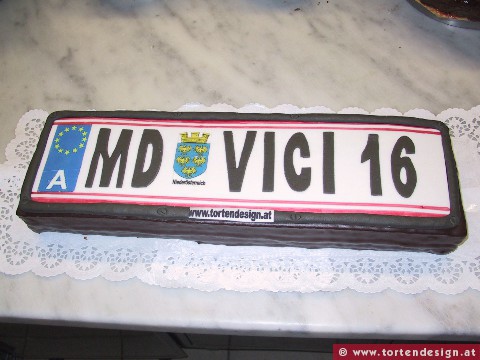 A MD VICI 16
Niederösterreich
www.tortendesign.at
© www.tortendesign.at